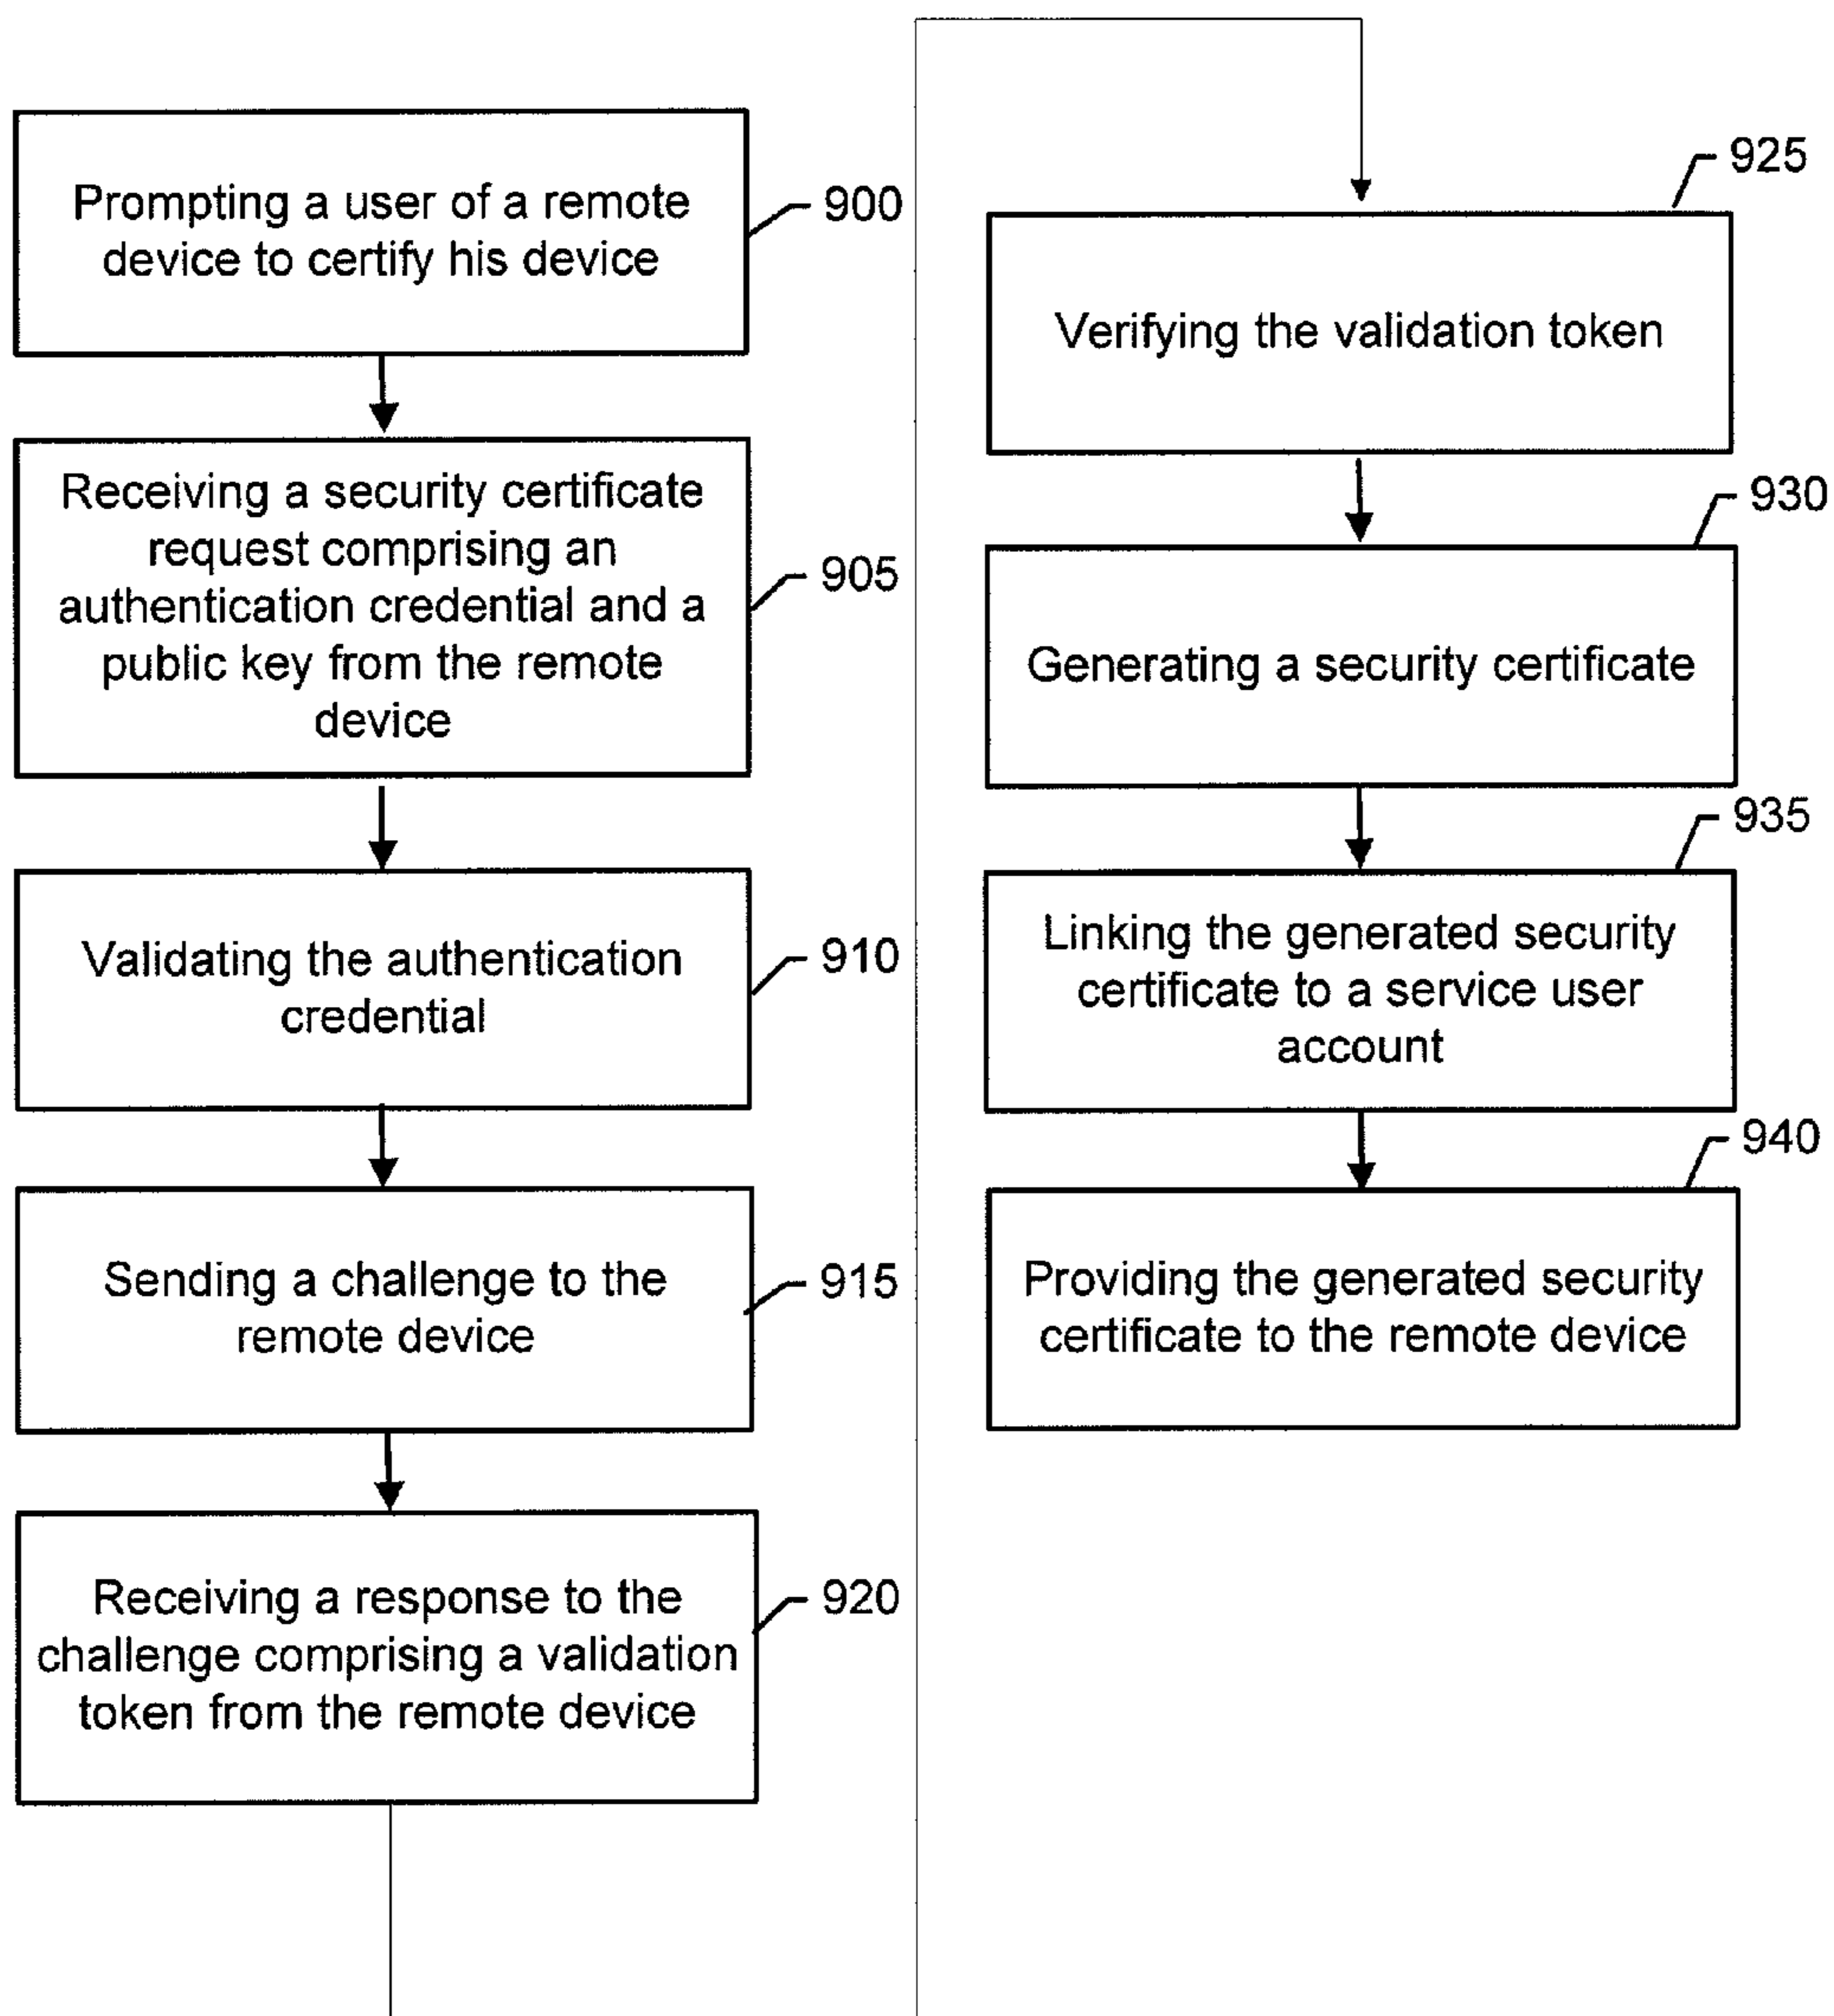 Prompting a user of a remote
device to certify his device
900
Receiving a security certificate
request comprising an
authentication credential and a
public key from the remote
device
905
Validating the authentication
credential
910
Sending a challenge to the
remote device
915
Receiving a response to the
challenge comprising a validation
token from the remote device
920
925
Verifying the validation token
930
Generating a security certificate
935
Linking the generated security
certificate to a service user
account
940
Providing the generated security
certificate to the remote device